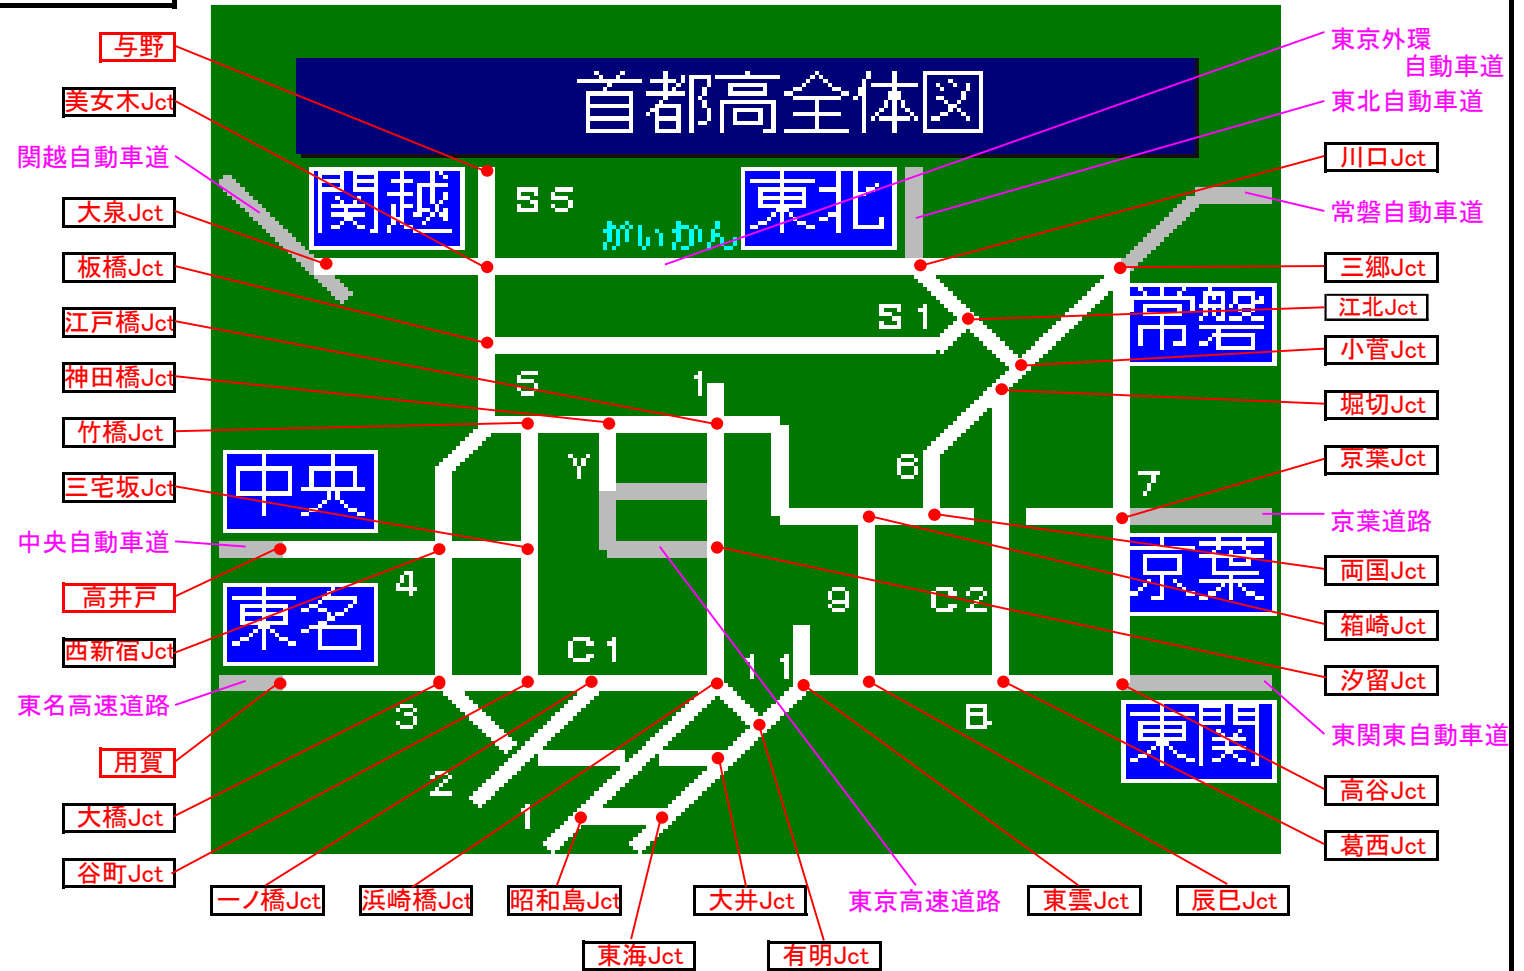 首都高全体図
与野
美女木Jct
関越自動車道
大泉Jct
板橋Jct
江戸橋Jct
神田橋Jct
竹橋Jct
三宅坂Jct
中央自動車道
高井戸
西新宿Jct
東名高速道路
用賀
大橋Jct
谷町Jct
関越
S5
がいかん
東北
S1
常磐
5
1
Y
6
7
中央
4
東名
C1
9
C2
京葉
11
3
2
1
B
東関
東京外環
自動車道
東北自動車道
川口Jct
常磐自動車道
三郷Jct
江北Jct
小菅Jct
堀切Jct
京葉Jct
京葉道路
両国Jct
箱崎Jct
汐留Jct
東関東自動車道
高谷Jct
葛西Jct
一ノ橋Jct
浜崎橋Jct
昭和島Jct
大井Jct
東京高速道路
東雲Jct
辰巳Jct
東海Jct
有明Jct